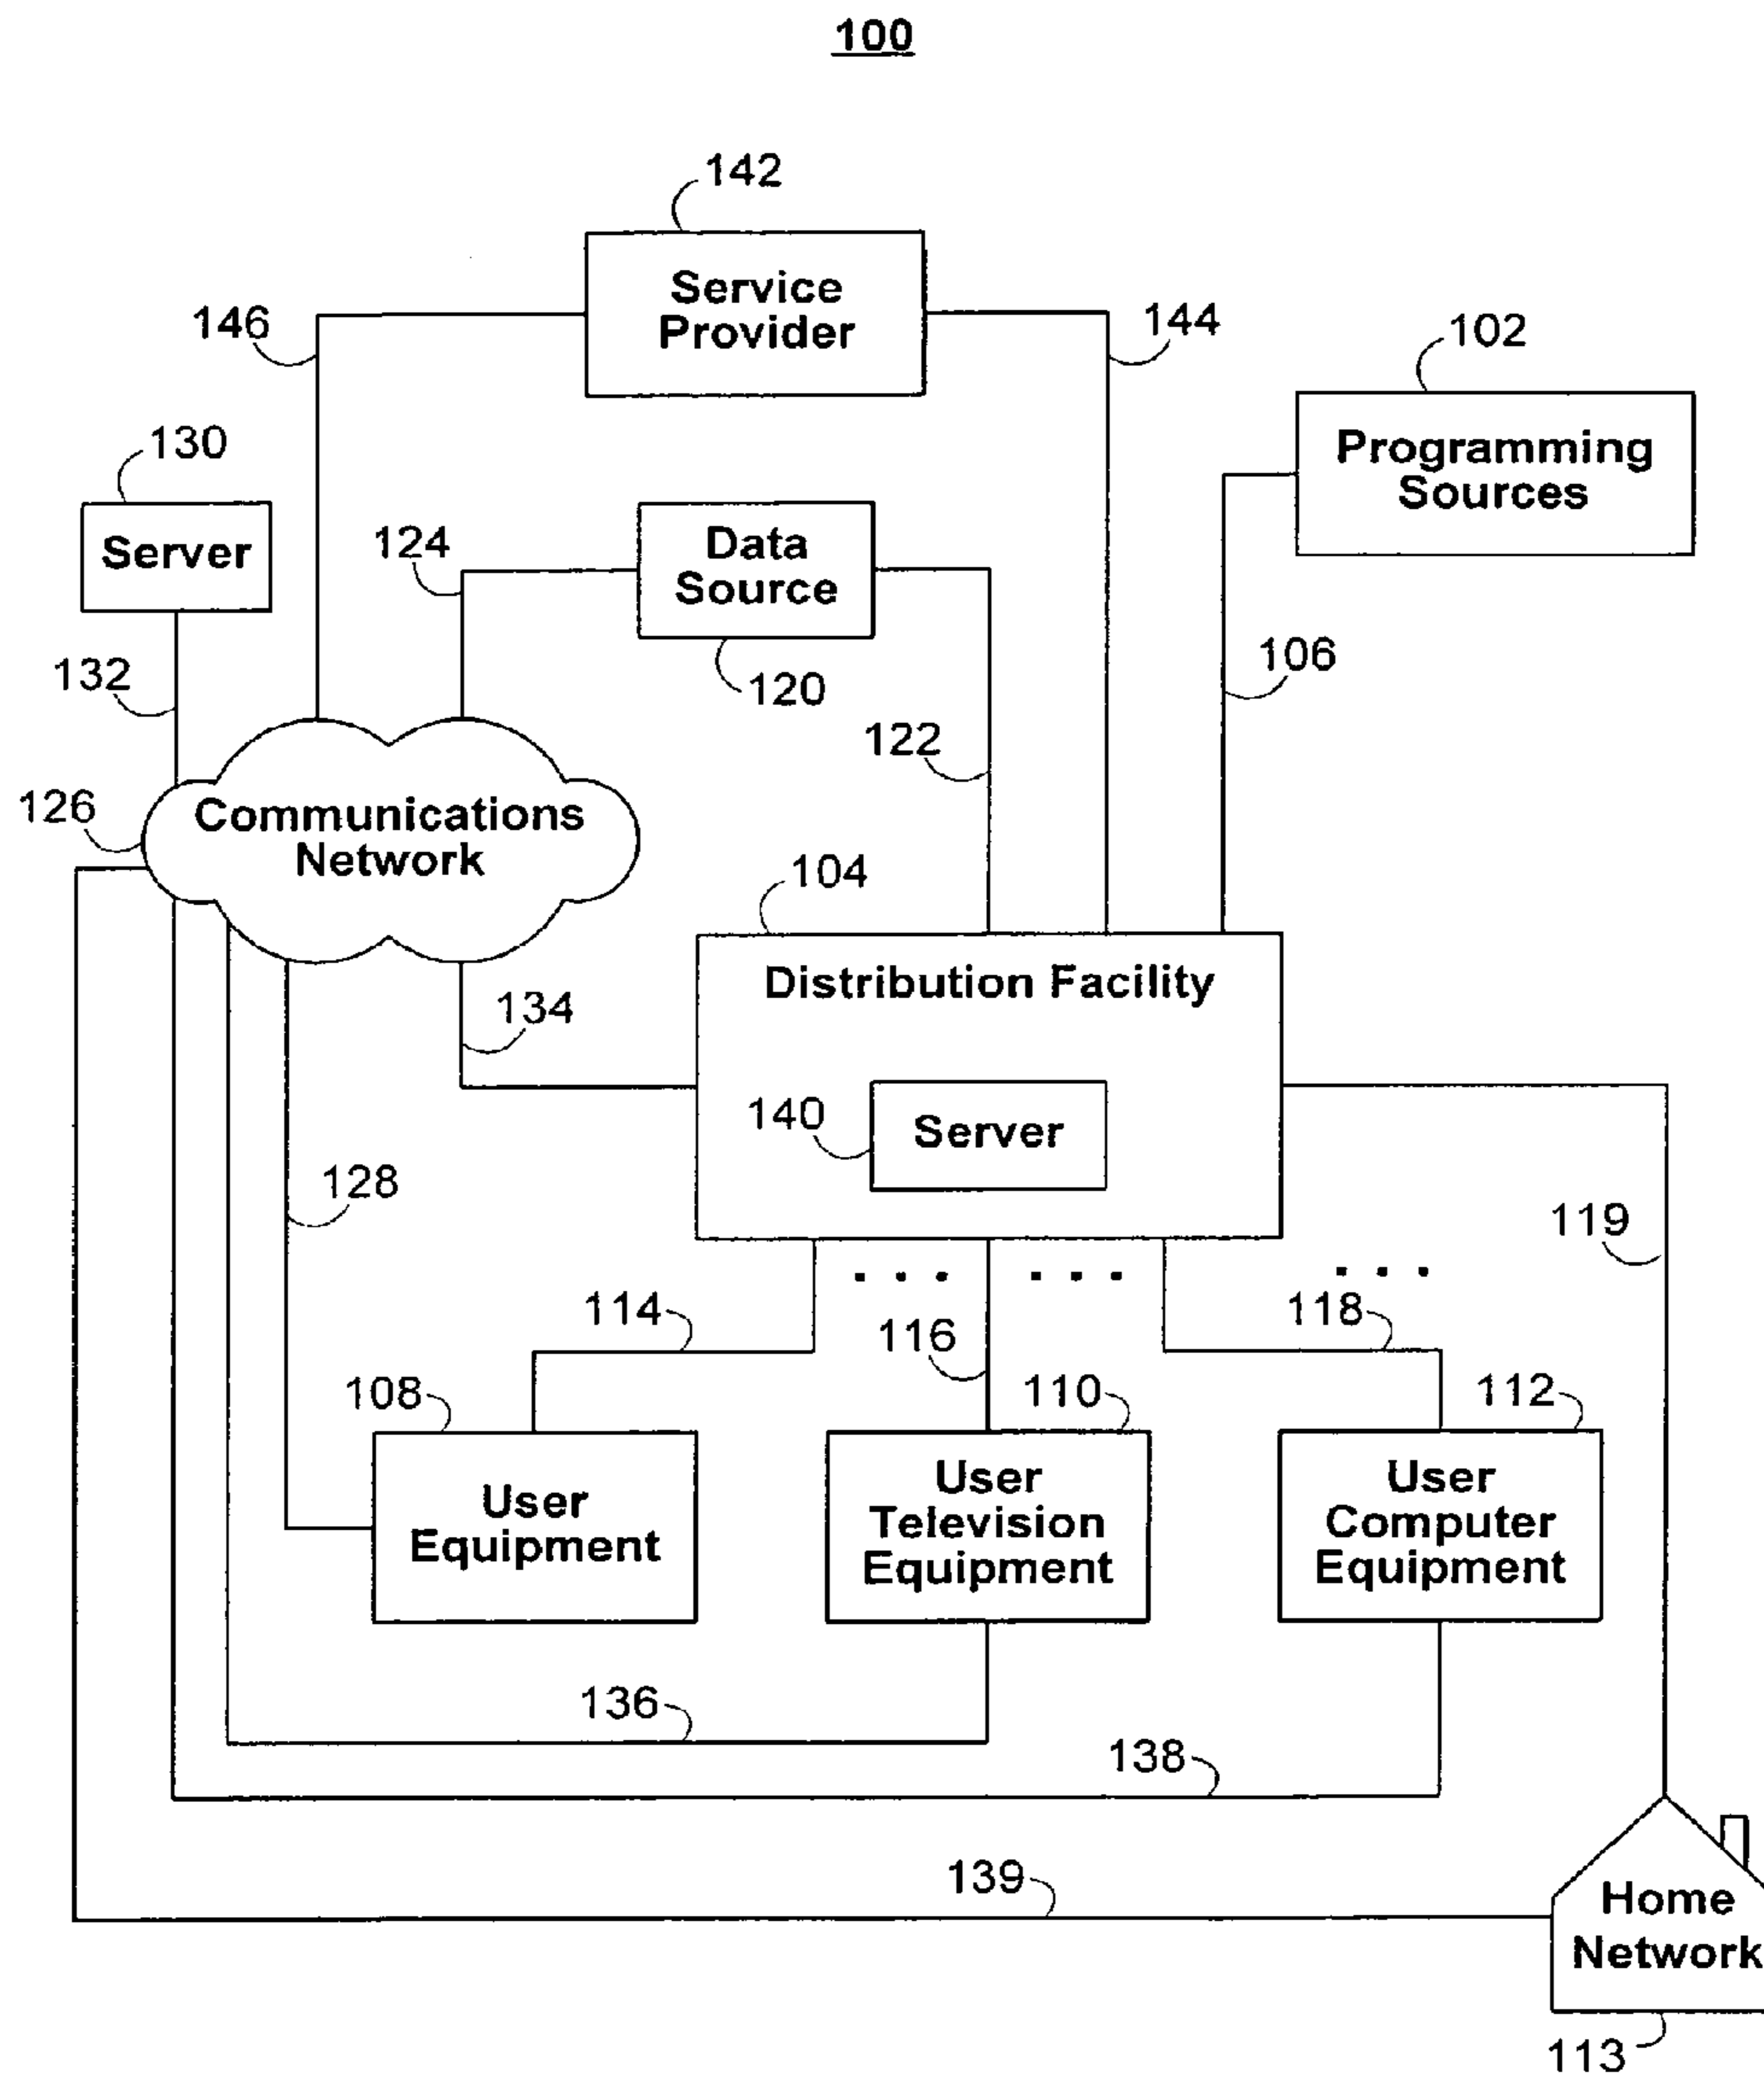 100
142
Service
Provider
146
144
102
Programming
Sources
130
Server
124
Data
Source
120
132
106
122
126
Communications
Network
104
Distribution Facility
134
140
Server
128
119
. . .
. . .
. . .
114
116
118
108
110
112
User
Equipment
User
Television
Equipment
User
Computer
Equipment
136
138
139
Home
Network
113